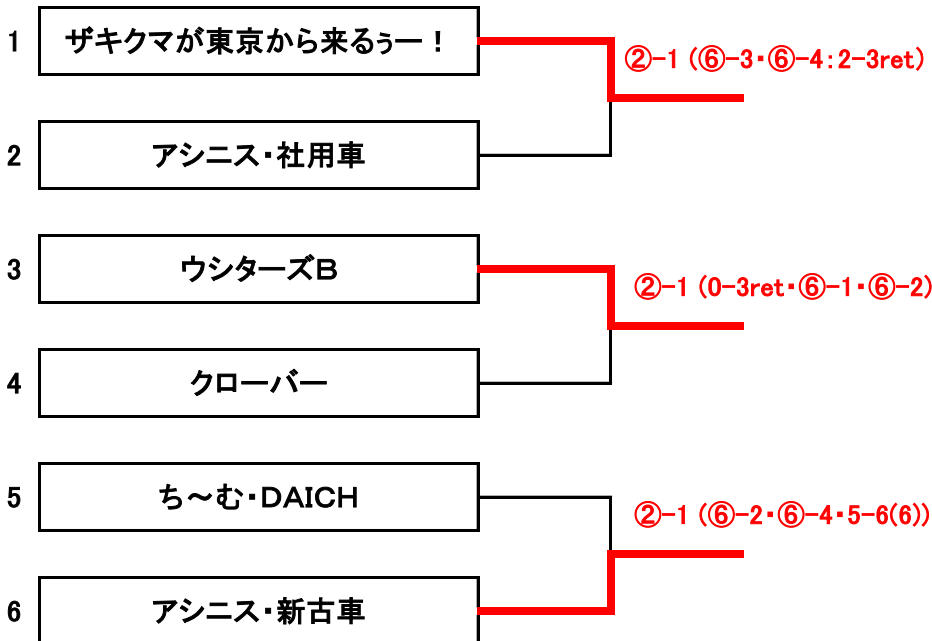 1 ザキクマが東京から来るぅー！
②-1 (⑥-3・⑥-4:2-3ret)
2 アシニス・社用車
3 ウシターズB
②-1 (0-3ret・⑥-1・⑥-2)
4 クローバー
5 ち～む・DAICH
②-1 (⑥-2・⑥-4・5-6(6))
6 アシニス・新古車